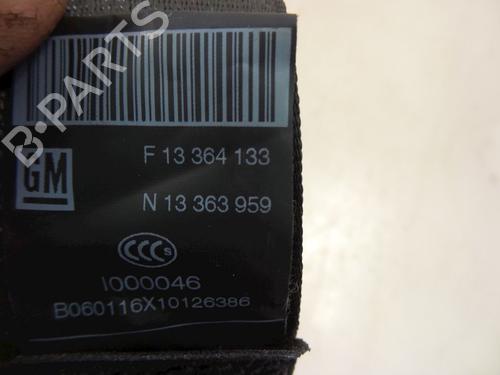 B-PARTS
F 13 364 133
GM
N 13 363 959
CCC S
I000046
B060116X10126386